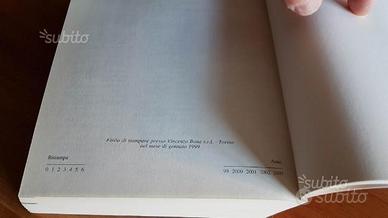 subito
Finito di stampare presso Vincenzo Bona s.r.l. - Torino
nel mese di gennaio 1999
Ristampa
Anno
0 1 2 3 4 5 6
99 2000 2001 2002 2003
subito